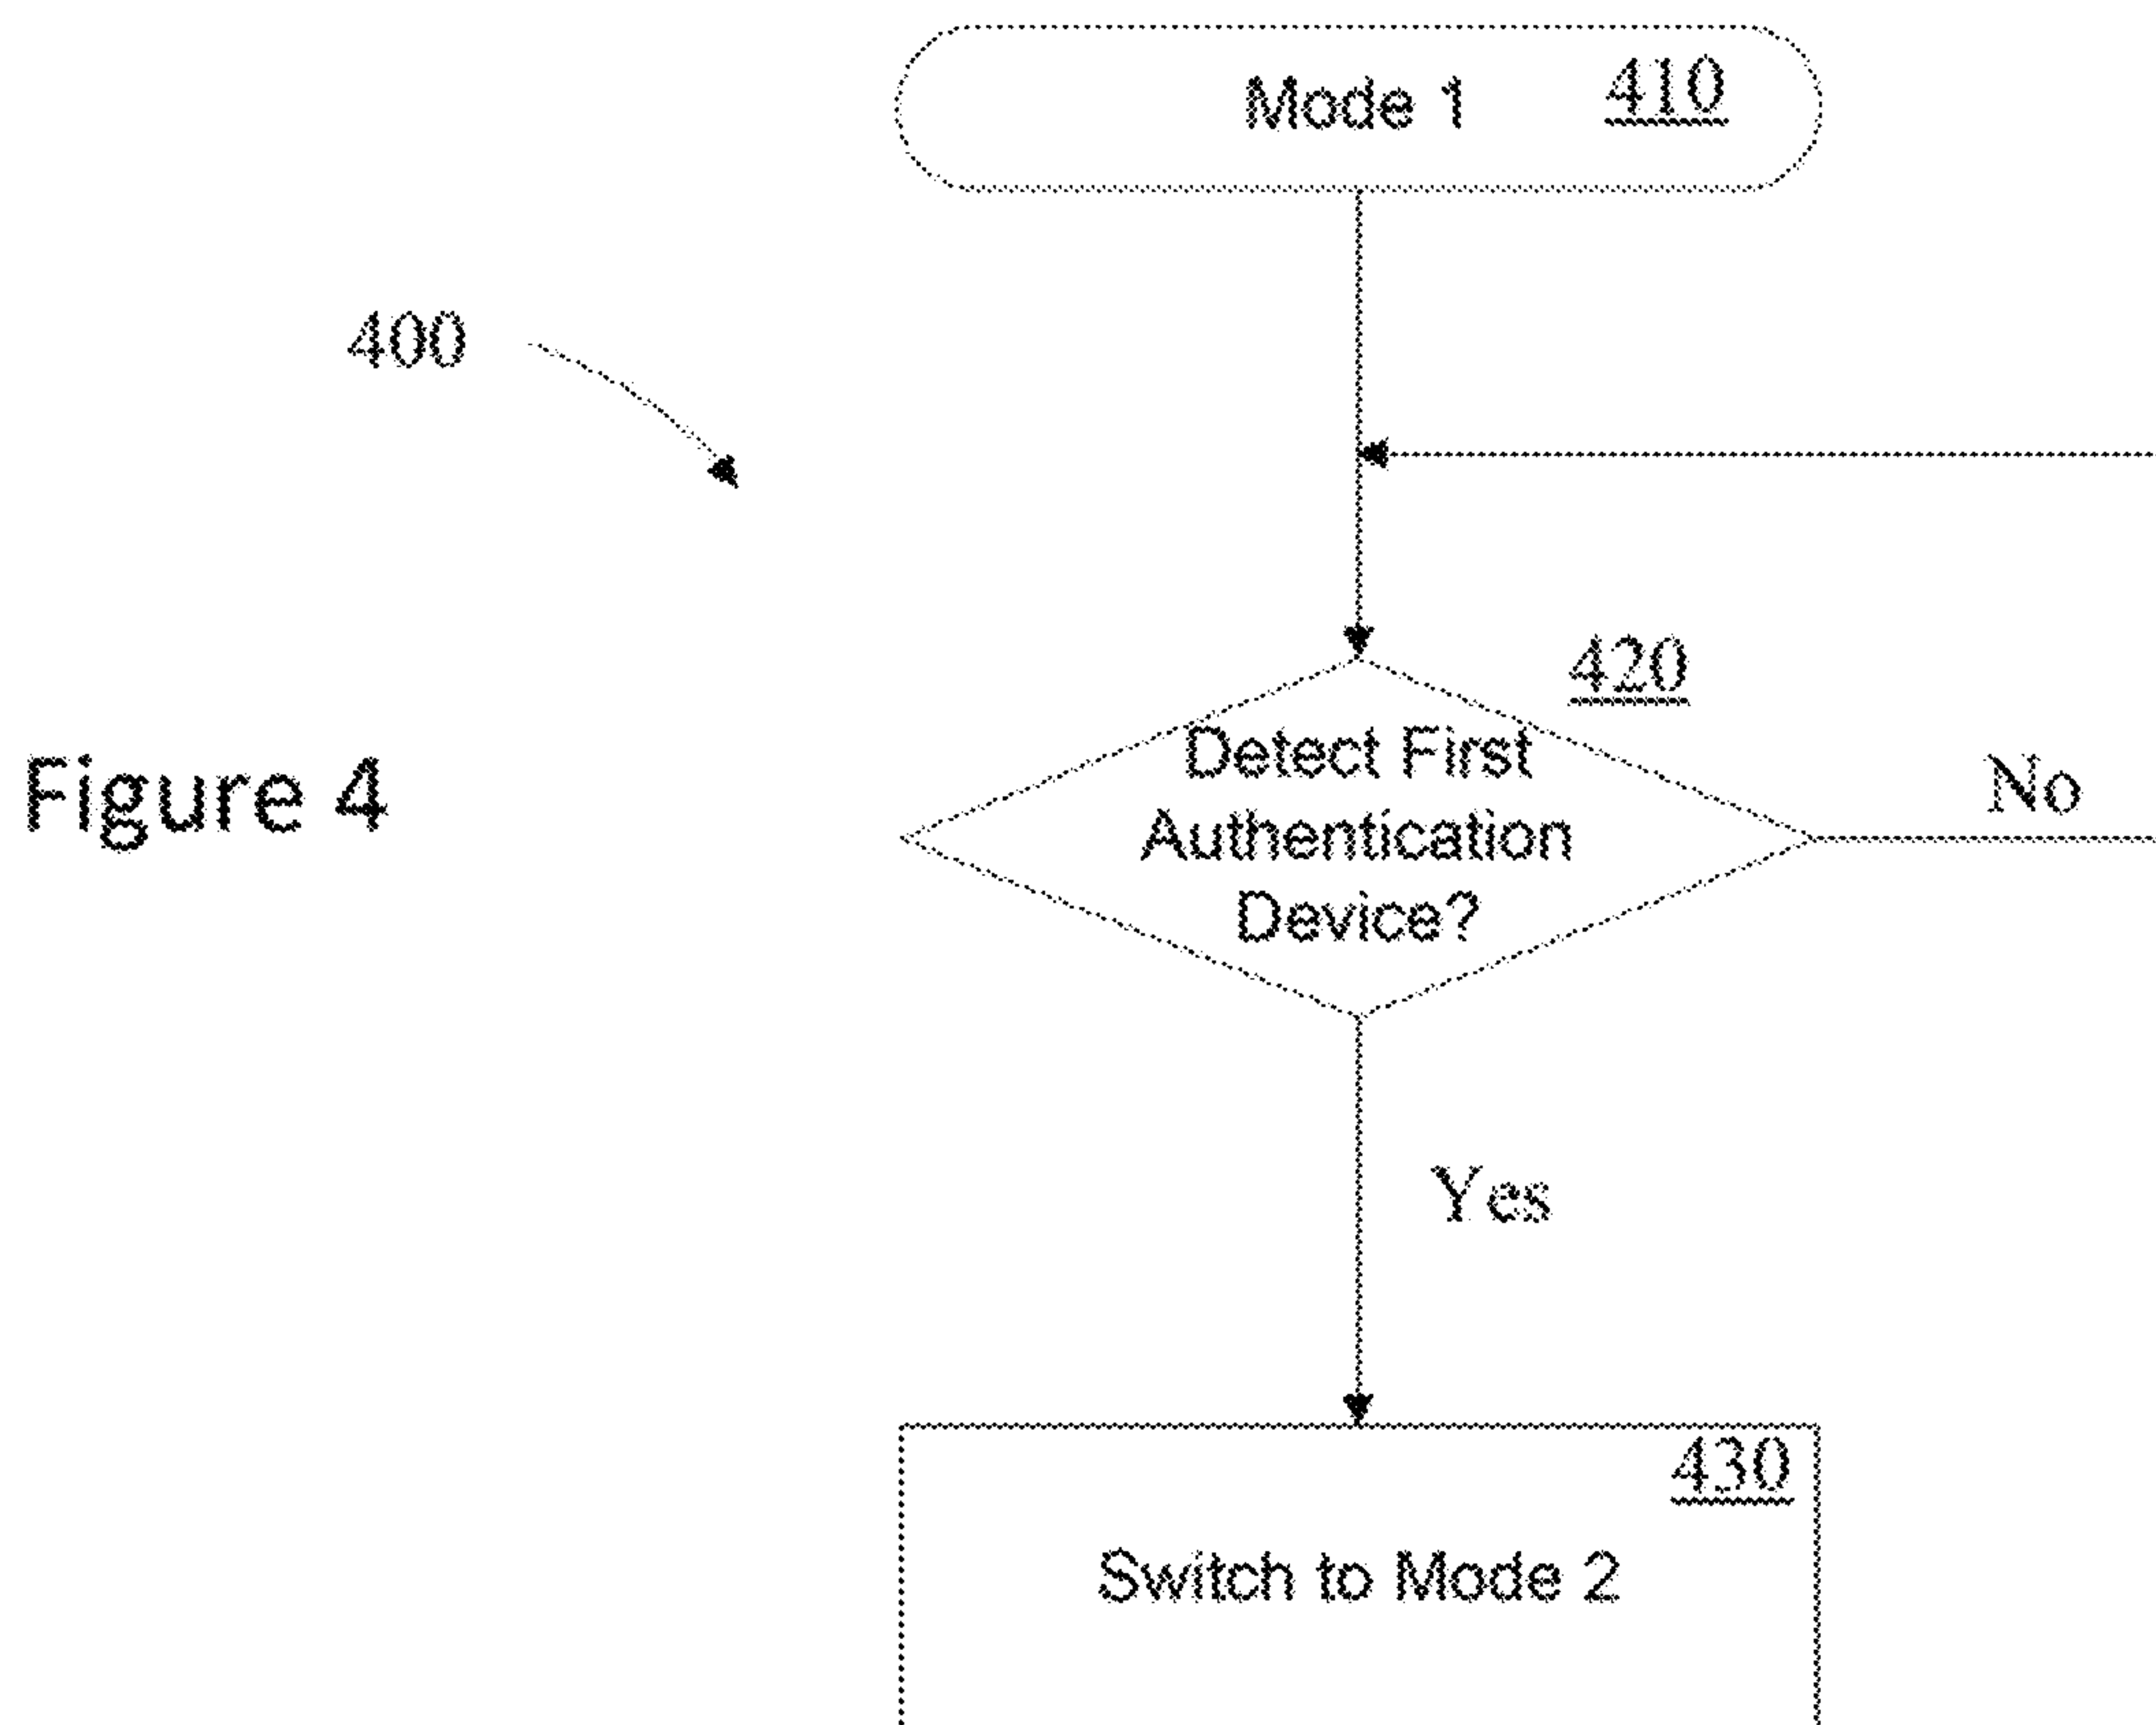 Mode 1
410
400
420
Detect First
Authentication
Device?
No
Figure 4
Yes
430
Switch to Mode 2